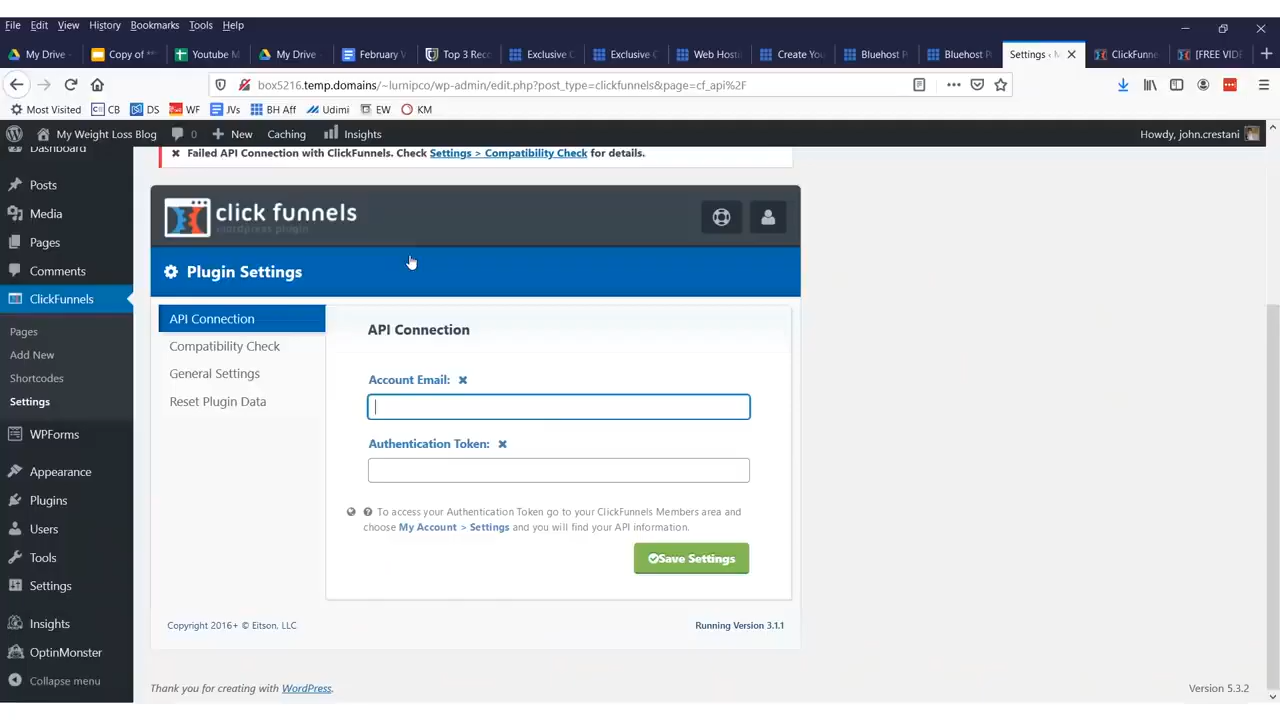 File Edit View History Bookmarks Tools Help
My Drive - Copy of ** Youtube M My Drive - February V Top 3 Rec Exclusive Exclusive Web Hosti Create You Bluehost P Bluehost P Settings ‹ M ClickFunne [FREE VIDE
box5216.temp.domains/~lumipco/wp-admin/edit.php?post_type=clickfunnels&page=cf_api%2F
Most Visited CB DS WF JVs BH Aff Udimi EW KM
My Weight Loss Blog 0 New Caching Insights Howdy, john.crestani
Dashboard
Failed API Connection with ClickFunnels. Check Settings > Compatibility Check for details.
Posts
Media
Pages
Comments
ClickFunnels
Pages
Add New
Shortcodes
Settings
WPForms
Appearance
Plugins
Users
Tools
Settings
Insights
OptinMonster
Collapse menu
click funnels
wordpress plugin
Plugin Settings
API Connection
Compatibility Check
General Settings
Reset Plugin Data
API Connection
Account Email:
Authentication Token:
To access your Authentication Token go to your ClickFunnels Members area and
choose My Account > Settings and you will find your API information.
Save Settings
Copyright 2016+ © Eitson, LLC Running Version 3.1.1
Thank you for creating with WordPress. Version 5.3.2